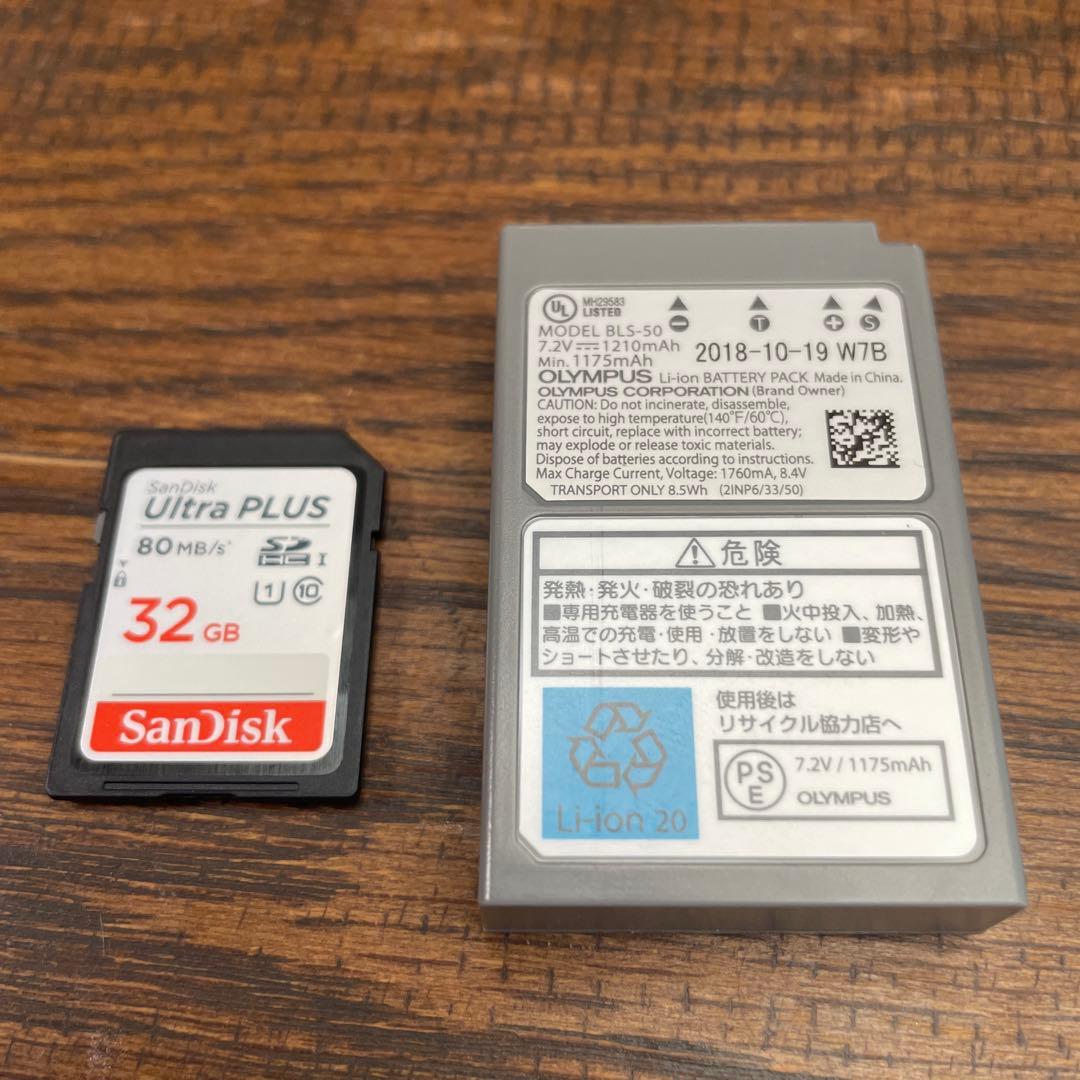 SanDisk
Ultra PLUS
80 MB/s*
SD HC I
U1 C10
32 GB
SanDisk
UL MH29583
LISTED
MODEL BLS-50
7.2V 1210mAh
Min. 1175mAh
− T + S
2018-10-19 W7B
OLYMPUS Li-ion BATTERY PACK Made in China.
OLYMPUS CORPORATION (Brand Owner)
CAUTION: Do not incinerate, disassemble,
expose to high temperature(140°F/60°C),
short circuit, replace with incorrect battery;
may explode or release toxic materials.
Dispose of batteries according to instructions.
Max Charge Current, Voltage: 1760mA, 8.4V
TRANSPORT ONLY 8.5Wh (2INP6/33/50)
⚠危険
発熱・発火・破裂の恐れあり
■専用充電器を使うこと ■火中投入、加熱、
高温での充電・使用・放置をしない ■変形や
ショートさせたり、分解・改造をしない
Li-ion 20
使用後は
リサイクル協力店へ
PSE
7.2V / 1175mAh
OLYMPUS